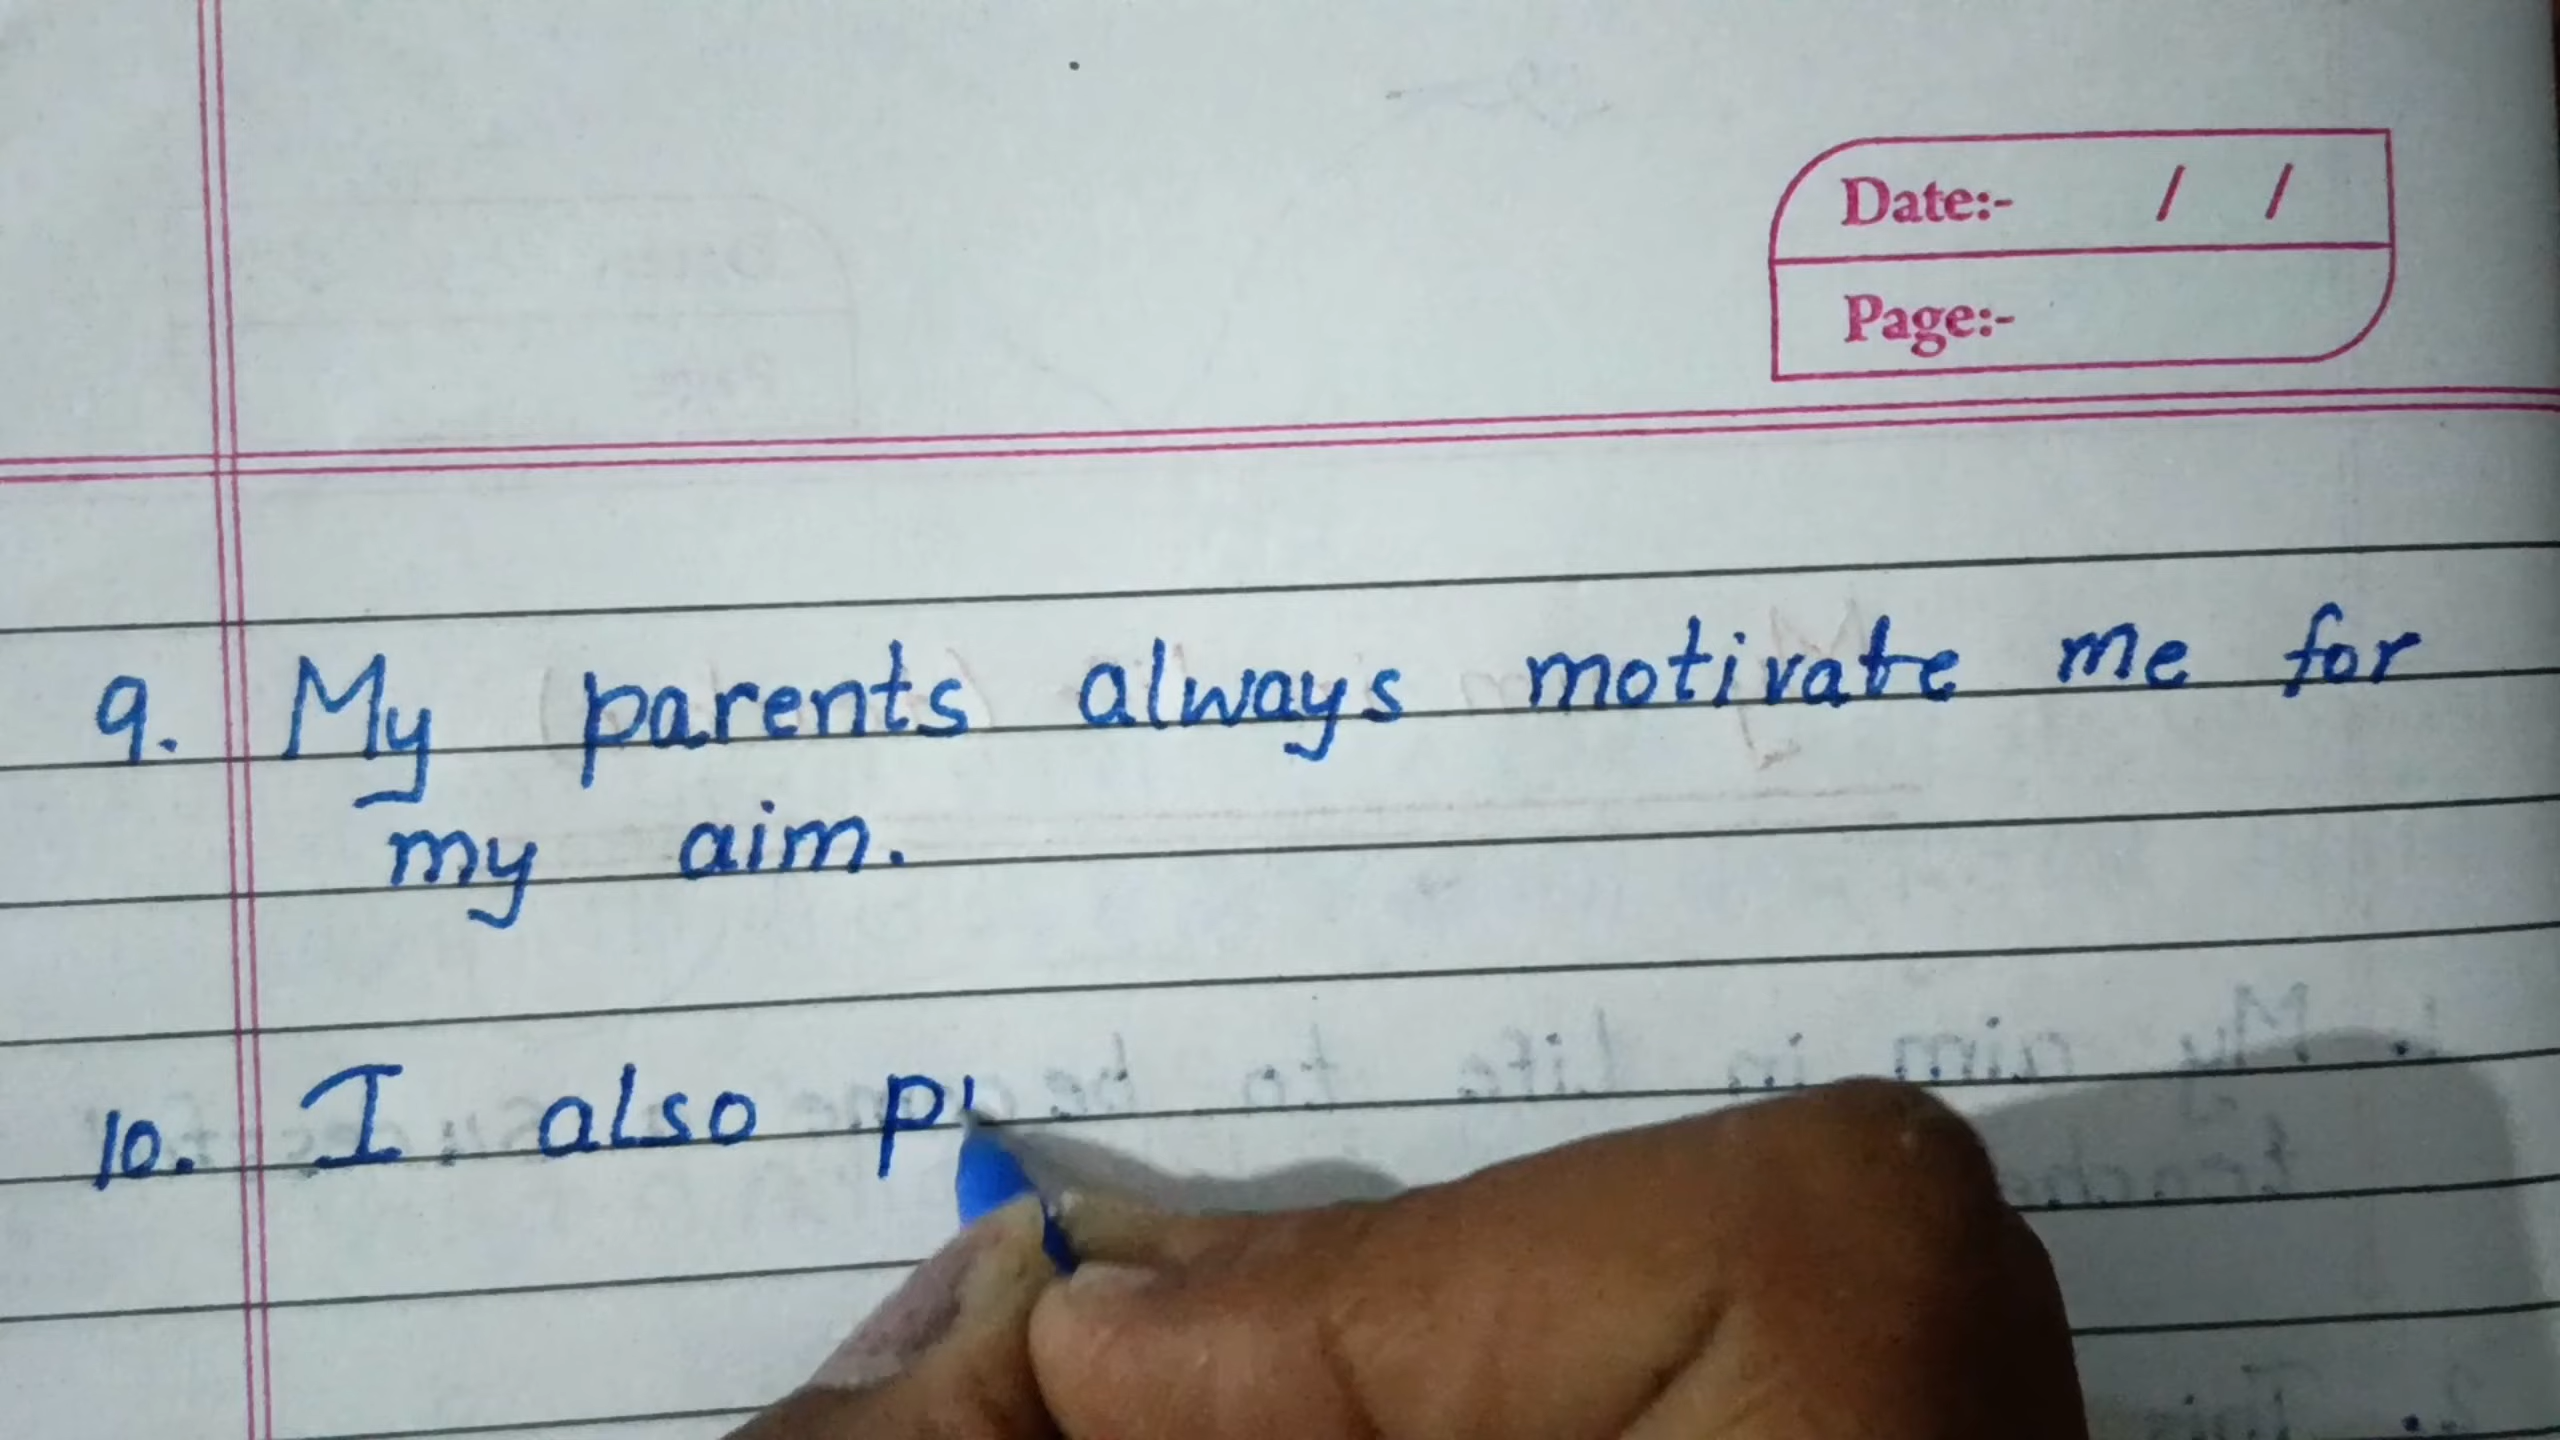 Date:- / /
Page:-
9. My parents always motivate me for
my aim.
10. I also